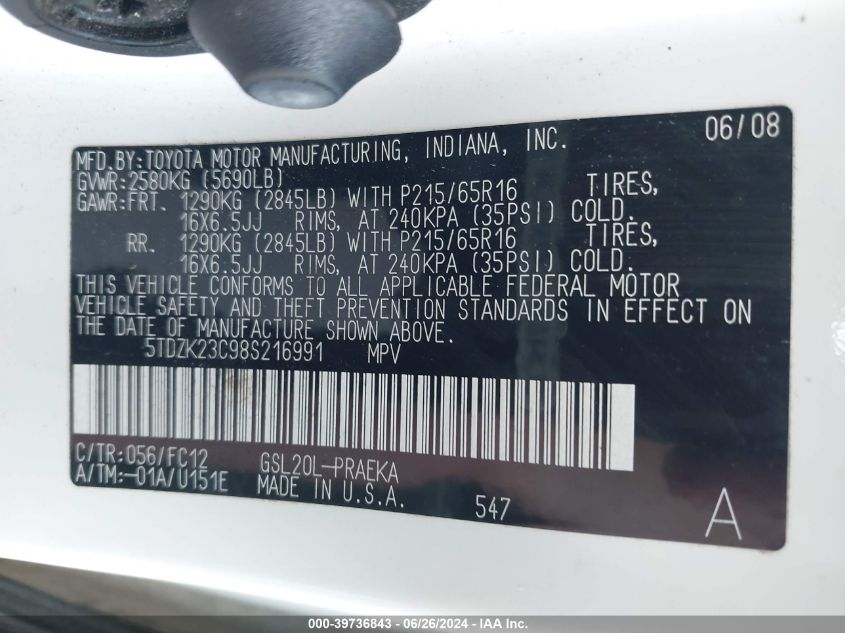 06/08
MFD.BY:TOYOTA MOTOR MANUFACTURING, INDIANA, INC.
GVWR:2580KG (5690LB)
GAWR:FRT. 1290KG (2845LB) WITH P215/65R16 TIRES,
16X6.5JJ RIMS, AT 240KPA (35PSI) COLD.
RR. 1290KG (2845LB) WITH P215/65R16 TIRES,
16X6.5JJ RIMS, AT 240KPA (35PSI) COLD.
THIS VEHICLE CONFORMS TO ALL APPLICABLE FEDERAL MOTOR
VEHICLE SAFETY AND THEFT PREVENTION STANDARDS IN EFFECT ON
THE DATE OF MANUFACTURE SHOWN ABOVE.
5TDZK23C98S216991 MPV
C/TR:056/FC12 GSL20L-PRAEKA
A/TM:-01A/U151E MADE IN U.S.A. 547 A
000-39736843 - 06/26/2024 - IAA Inc.